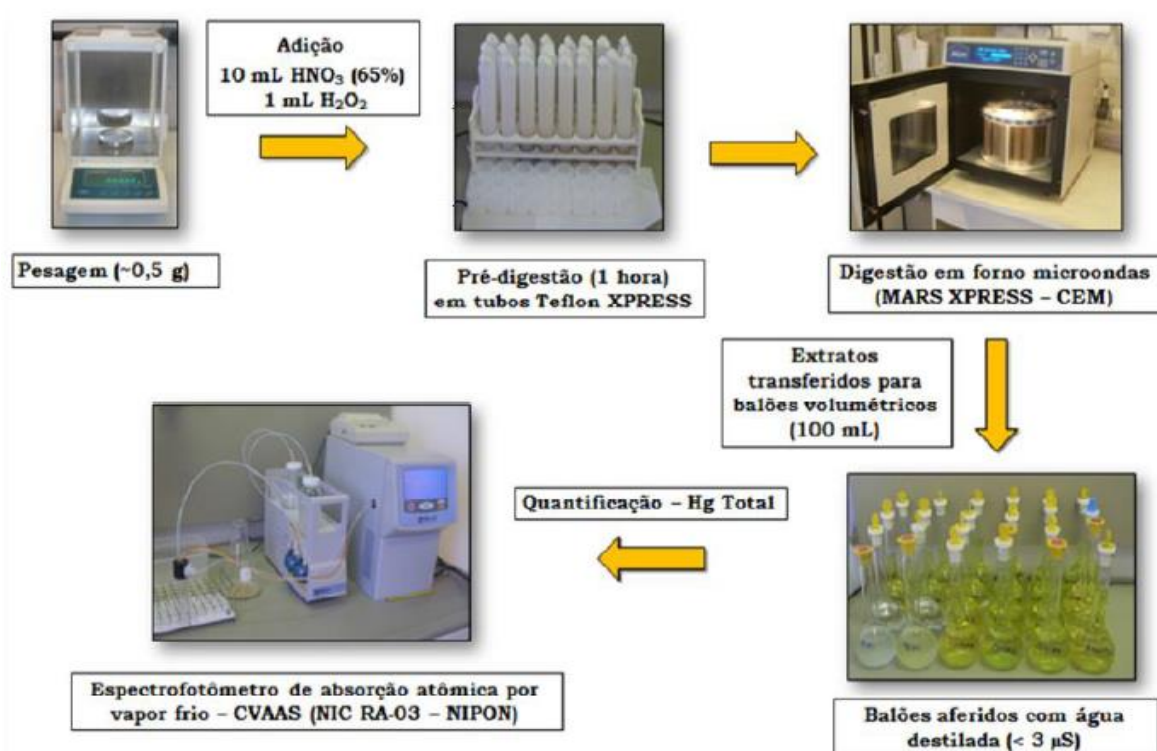 Adição
10 mL HNO₃ (65%)
1 mL H₂O₂
Pesagem (~0,5 g)
Pré-digestão (1 hora)
em tubos Teflon XPRESS
Digestão em forno microondas
(MARS XPRESS – CEM)
Extratos
transferidos para
balões volumétricos
(100 mL)
Balões aferidos com água
destilada (< 3 µS)
Quantificação – Hg Total
Espectrofotômetro de absorção atômica por
vapor frio – CVAAS (NIC RA-03 – NIPON)